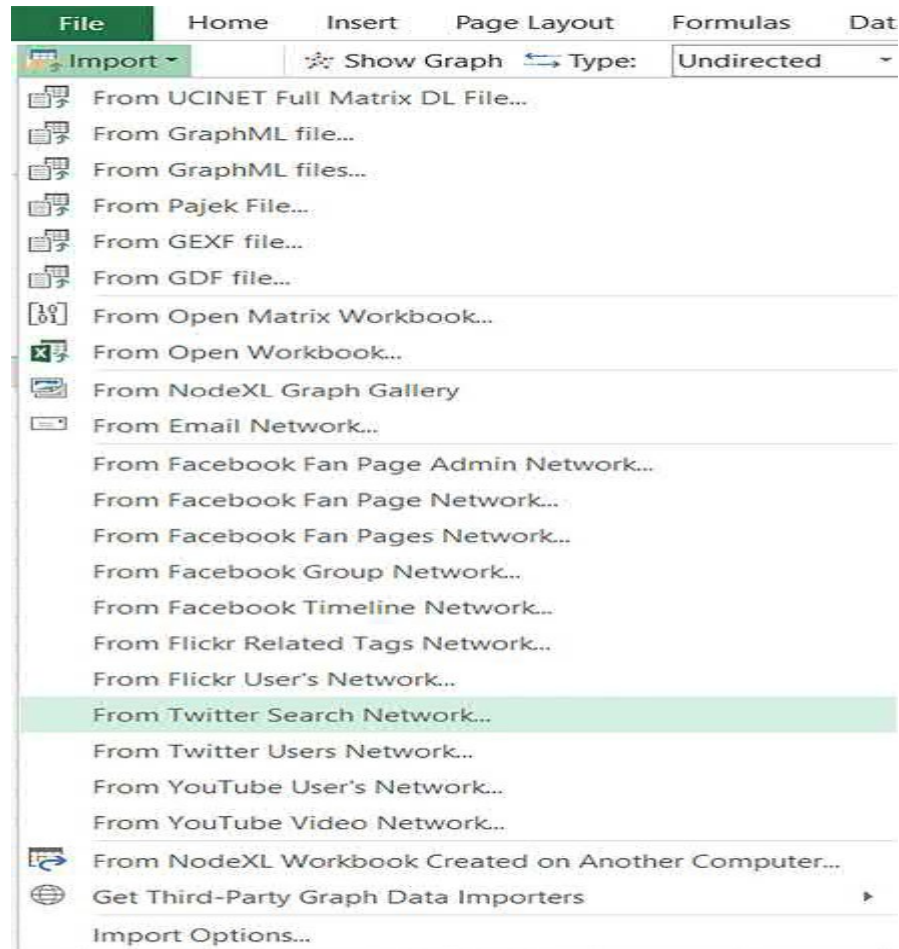 File Home Insert Page Layout Formulas Dat
Import Show Graph Type: Undirected
From UCINET Full Matrix DL File...
From GraphML file...
From GraphML files...
From Pajek File...
From GEXF file...
From GDF file...
From Open Matrix Workbook...
From Open Workbook...
From NodeXL Graph Gallery
From Email Network...
From Facebook Fan Page Admin Network...
From Facebook Fan Page Network...
From Facebook Fan Pages Network...
From Facebook Group Network...
From Facebook Timeline Network...
From Flickr Related Tags Network...
From Flickr User's Network...
From Twitter Search Network...
From Twitter Users Network...
From YouTube User's Network...
From YouTube Video Network...
From NodeXL Workbook Created on Another Computer...
Get Third-Party Graph Data Importers
Import Options...